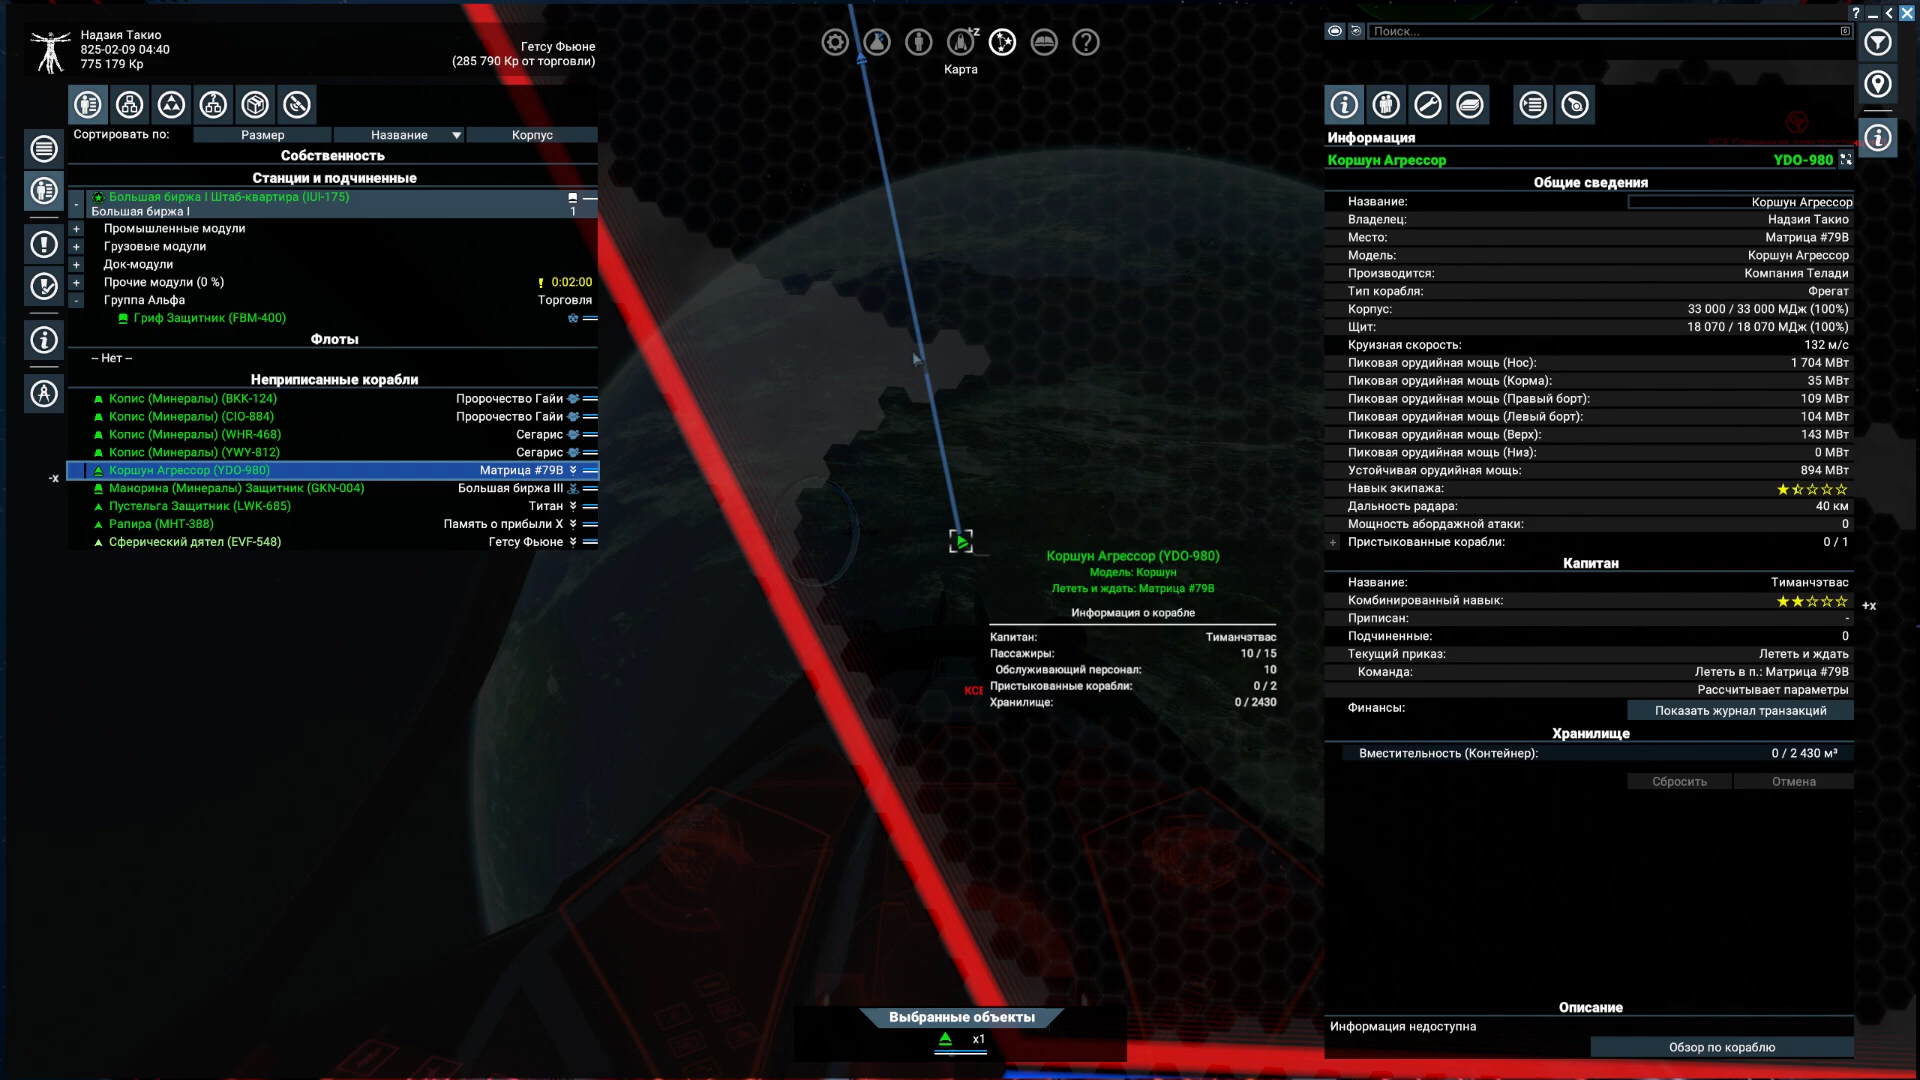 Надзия Такио
825-02-09 04:40
775 179 Кр
Гетсу Фьюне
(285 790 Кр от торговли)
Карта
Сортировать по:
Размер
Название
Корпус
Собственность
Станции и подчиненные
Большая биржа I Штаб-квартира (IUI-175)
Большая биржа I 1
Промышленные модули
Грузовые модули
Док-модули
Прочие модули (0 %) 0:02:00
Группа Альфа Торговля
Гриф Защитник (FBM-400)
Флоты
-- Нет --
Неприписанные корабли
Копис (Минералы) (BKK-124) Пророчество Гайи
Копис (Минералы) (CIO-884) Пророчество Гайи
Копис (Минералы) (WHR-468) Сегарис
Копис (Минералы) (YWY-812) Сегарис
Коршун Агрессор (YDO-980) Матрица #79B
Манорина (Минералы) Защитник (GKN-004) Большая биржа III
Пустельга Защитник (LWK-685) Титан
Рапира (MHT-388) Память о прибыли X
Сферический дятел (EVF-548) Гетсу Фьюне
-x
+z
+x
Коршун Агрессор (YDO-980)
Модель: Коршун
Лететь и ждать: Матрица #79B
Информация о корабле
Капитан: Тиманчэтвас
Пассажиры: 10 / 15
Обслуживающий персонал: 10
Пристыкованные корабли: 0 / 2
Хранилище: 0 / 2430
Выбранные объекты
x1
Поиск...
Информация
Коршун Агрессор YDO-980
Общие сведения
Название: Коршун Агрессор
Владелец: Надзия Такио
Место: Матрица #79B
Модель: Коршун Агрессор
Производится: Компания Телади
Тип корабля: Фрегат
Корпус: 33 000 / 33 000 МДж (100%)
Щит: 18 070 / 18 070 МДж (100%)
Круизная скорость: 132 м/с
Пиковая орудийная мощь (Нос): 1 704 МВт
Пиковая орудийная мощь (Корма): 35 МВт
Пиковая орудийная мощь (Правый борт): 109 МВт
Пиковая орудийная мощь (Левый борт): 104 МВт
Пиковая орудийная мощь (Верх): 143 МВт
Пиковая орудийная мощь (Низ): 0 МВт
Устойчивая орудийная мощь: 894 МВт
Навык экипажа:
Дальность радара: 40 км
Мощность абордажной атаки: 0
Пристыкованные корабли: 0 / 1
Капитан
Название: Тиманчэтвас
Комбинированный навык:
Приписан: -
Подчиненные: 0
Текущий приказ: Лететь и ждать
Команда: Лететь в п.: Матрица #79B
Рассчитывает параметры
Финансы: Показать журнал транзакций
Хранилище
Вместительность (Контейнер): 0 / 2 430 м³
Сбросить
Отмена
Описание
Информация недоступна
Обзор по кораблю